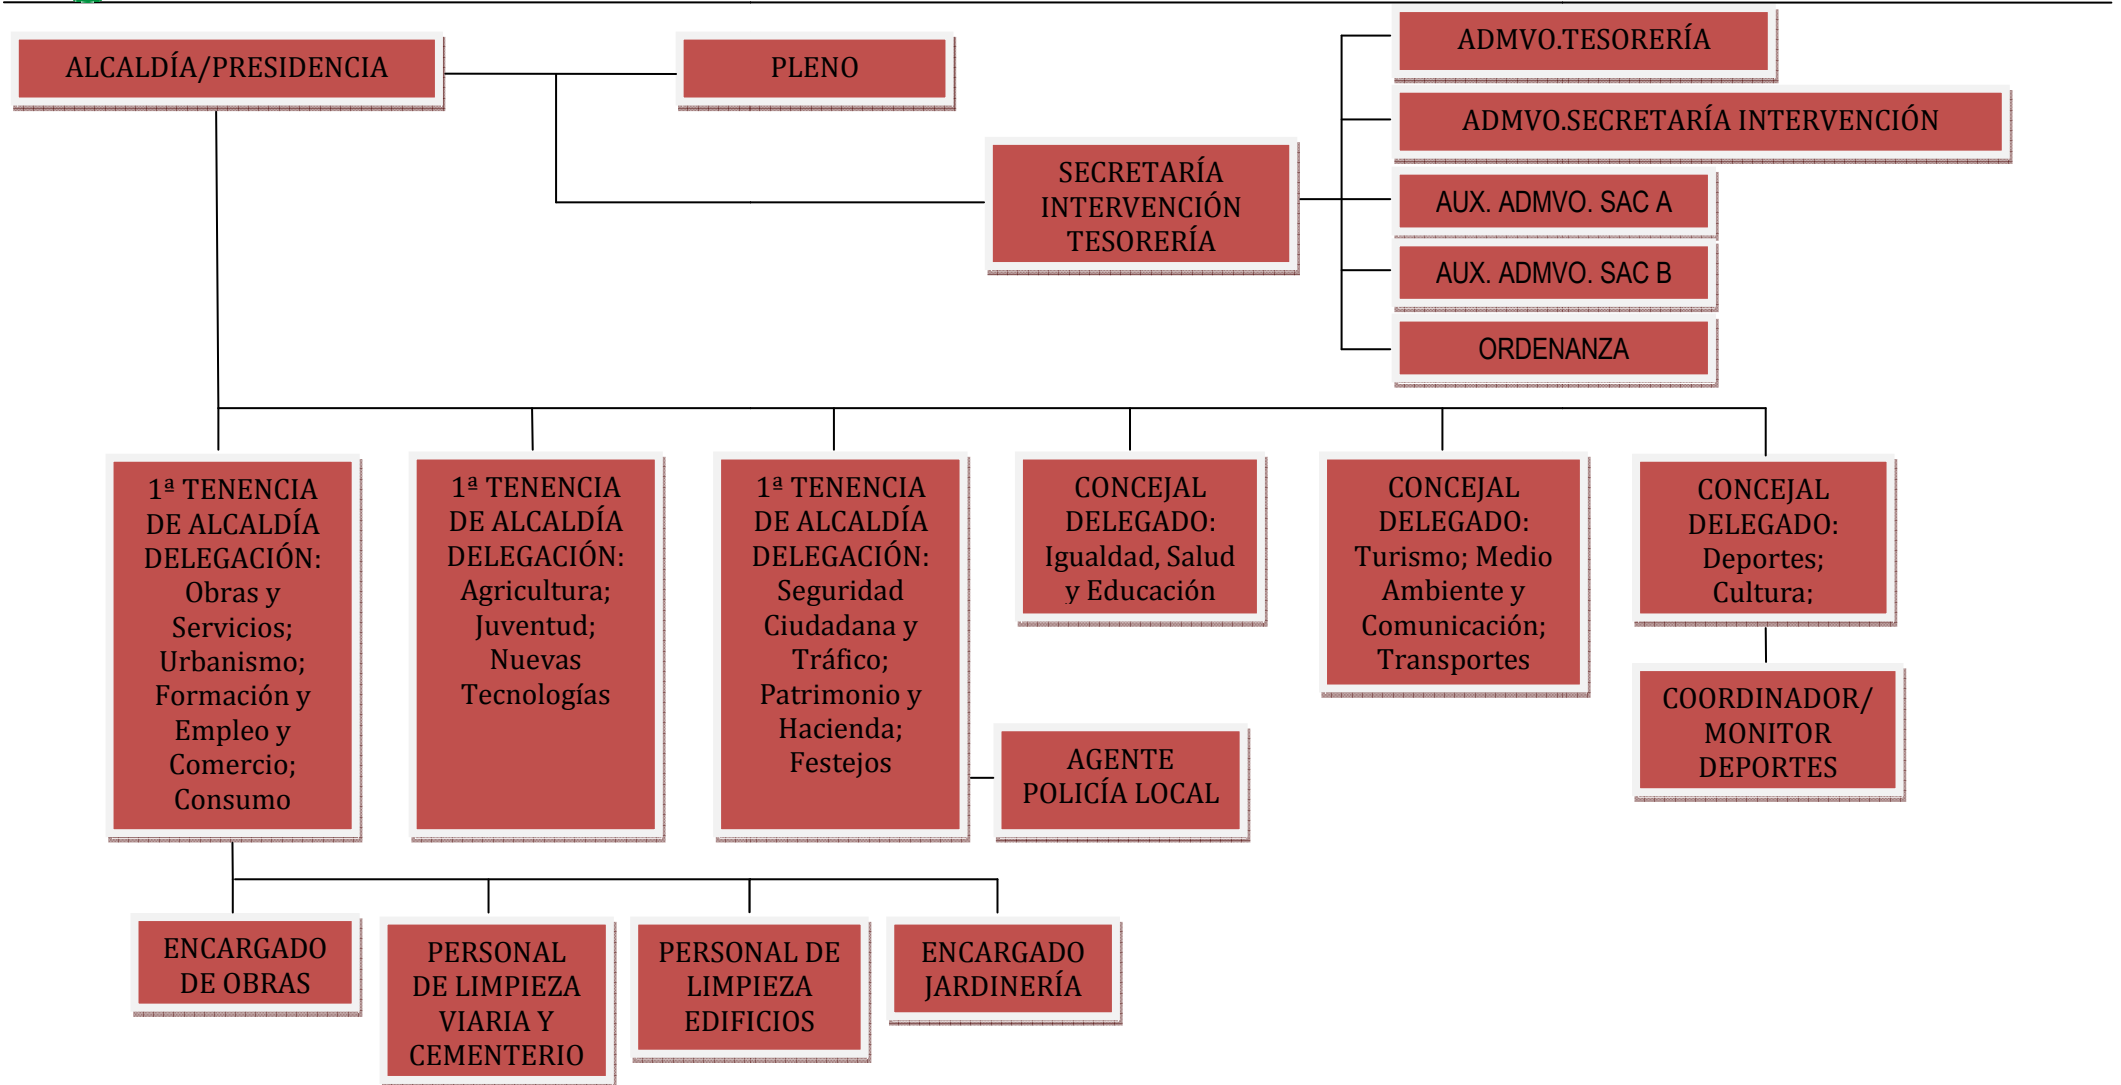 ALCALDÍA/PRESIDENCIA
PLENO
ADMVO.TESORERÍA
ADMVO.SECRETARÍA INTERVENCIÓN
SECRETARÍA
INTERVENCIÓN
TESORERÍA
AUX. ADMVO. SAC A
AUX. ADMVO. SAC B
ORDENANZA
1ª TENENCIA
DE ALCALDÍA
DELEGACIÓN:
Obras y
Servicios;
Urbanismo;
Formación y
Empleo y
Comercio;
Consumo
1ª TENENCIA
DE ALCALDÍA
DELEGACIÓN:
Agricultura;
Juventud;
Nuevas
Tecnologías
1ª TENENCIA
DE ALCALDÍA
DELEGACIÓN:
Seguridad
Ciudadana y
Tráfico;
Patrimonio y
Hacienda;
Festejos
CONCEJAL
DELEGADO:
Igualdad, Salud
y Educación
CONCEJAL
DELEGADO:
Turismo; Medio
Ambiente y
Comunicación;
Transportes
CONCEJAL
DELEGADO:
Deportes;
Cultura;
AGENTE
POLICÍA LOCAL
COORDINADOR/
MONITOR
DEPORTES
ENCARGADO
DE OBRAS
PERSONAL
DE LIMPIEZA
VIARIA Y
CEMENTERIO
PERSONAL DE
LIMPIEZA
EDIFICIOS
ENCARGADO
JARDINERÍA